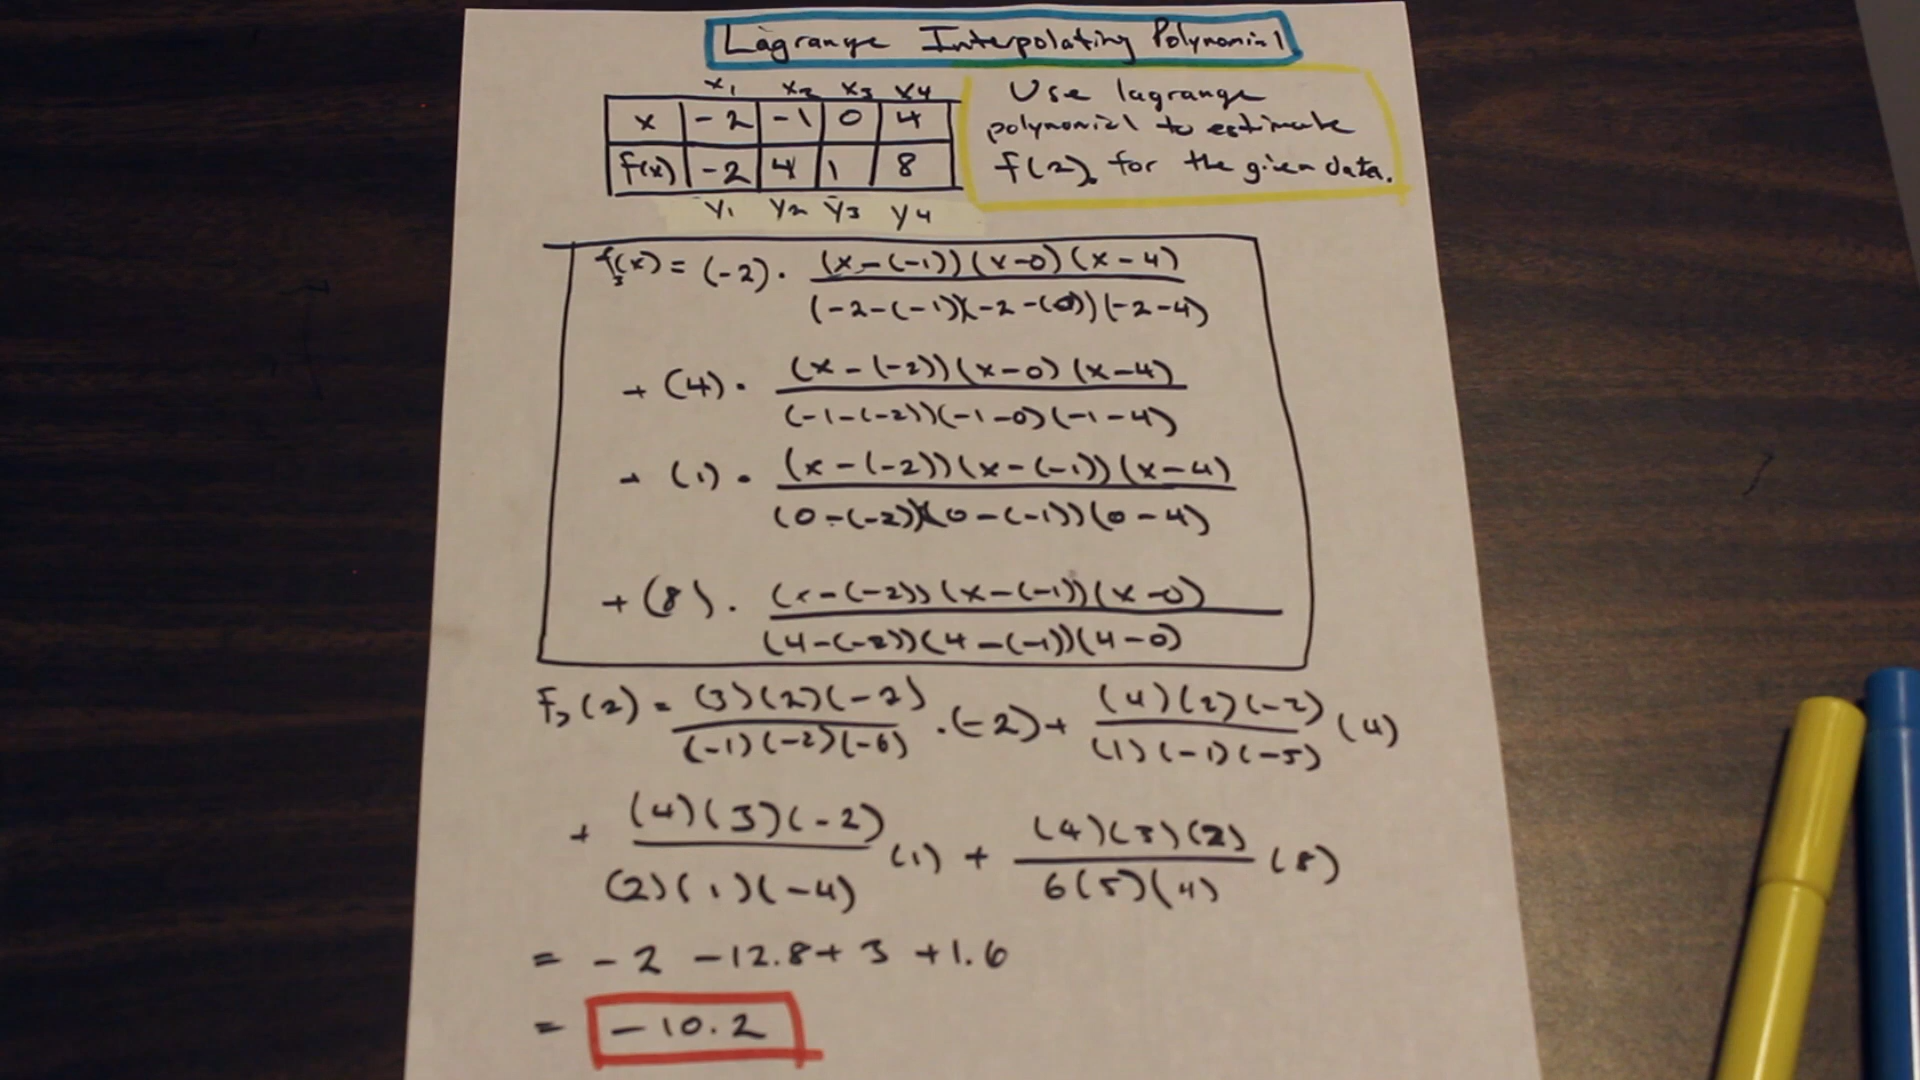 Lagrange Interpolating Polynomial
x1 x2 x3 x4
x -2 -1 0 4
f(x) -2 4 1 8
y1 y2 y3 y4
Use lagrange
polynomial to estimate
f(2) for the given data.
f3(x) = (-2) · (x-(-1))(x-0)(x-4)
(-2-(-1))(-2-(0))(-2-4)
+ (4) · (x-(-2))(x-0)(x-4)
(-1-(-2))(-1-0)(-1-4)
+ (1) · (x-(-2))(x-(-1))(x-4)
(0-(-2))(0-(-1))(0-4)
+ (8) · (x-(-2))(x-(-1))(x-0)
(4-(-2))(4-(-1))(4-0)
f3(2) = (3)(2)(-2) · (-2) + (4)(2)(-2) (4)
(-1)(-2)(-6) (1)(-1)(-5)
+ (4)(3)(-2) (1) + (4)(3)(2) (8)
(2)(1)(-4) 6(5)(4)
= -2 -12.8 + 3 + 1.6
= -10.2